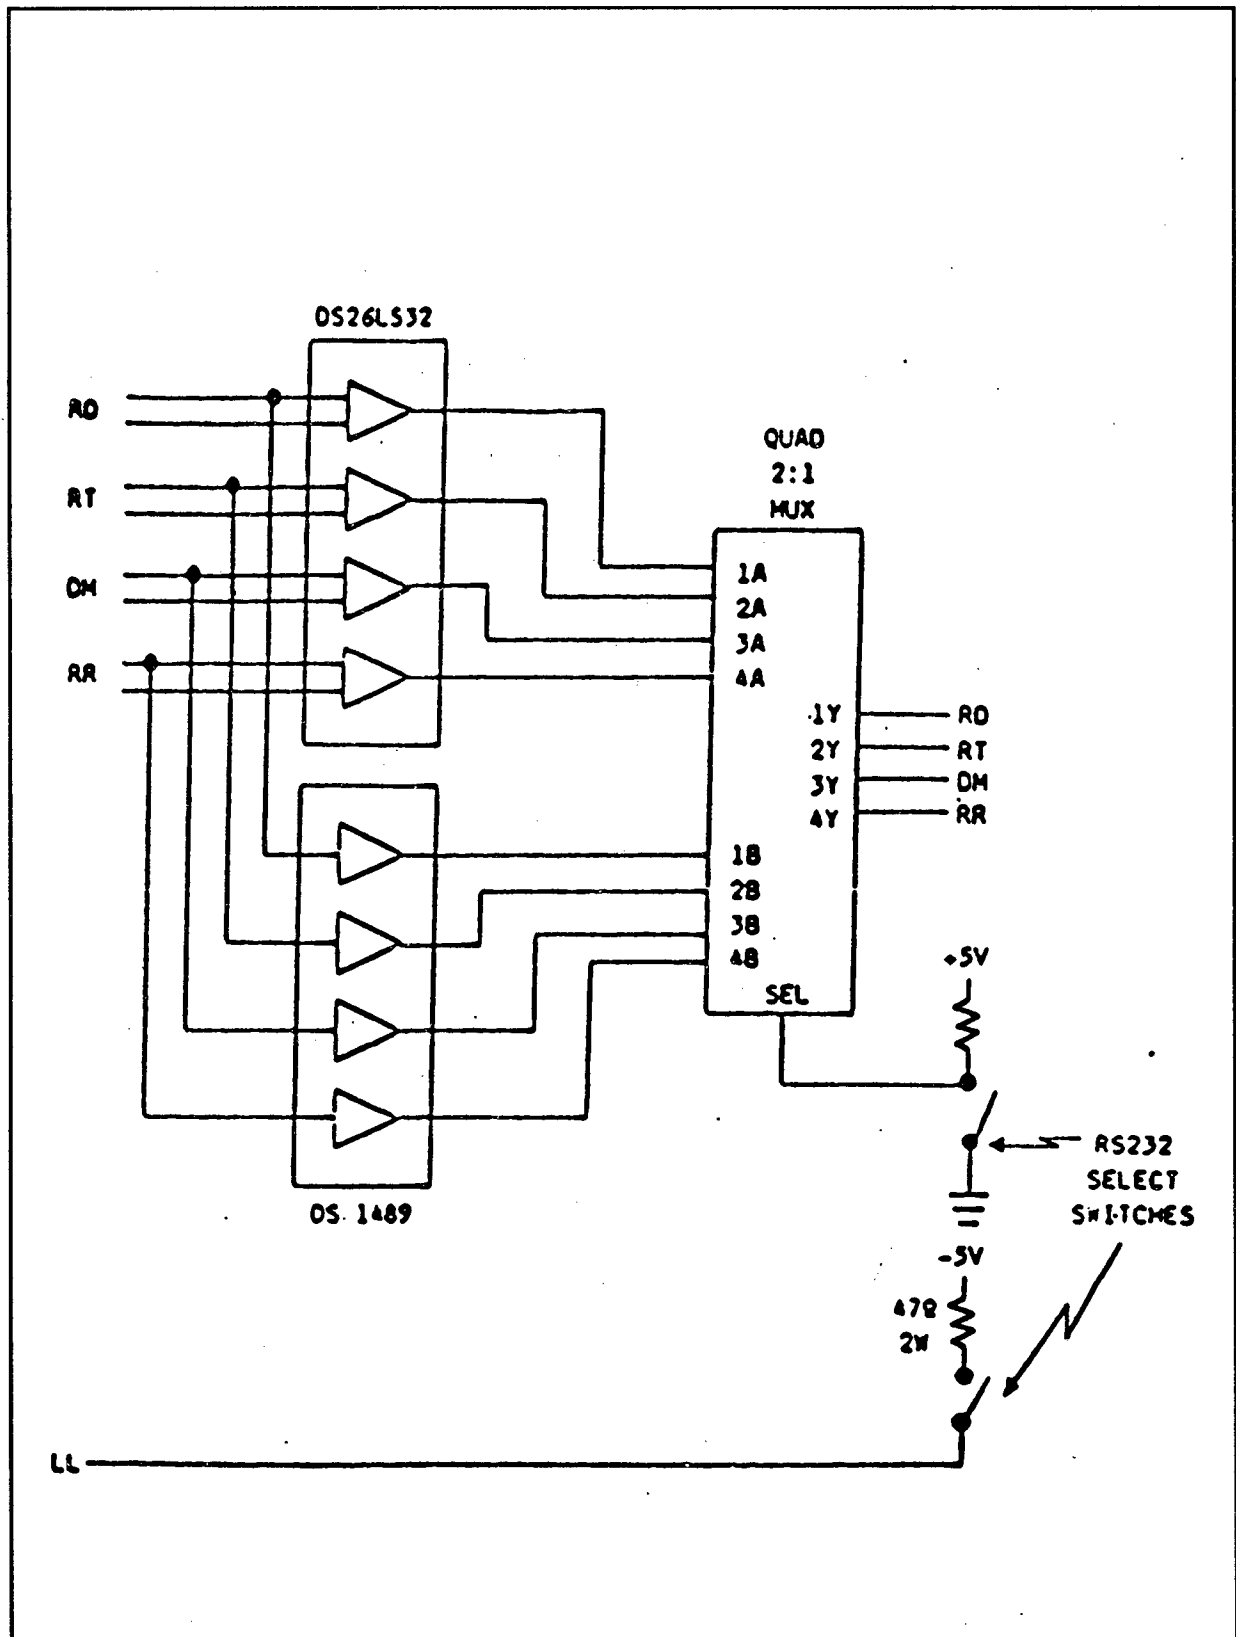 DS26LS32
RD
RT
DM
RR
QUAD
2:1
MUX
1A
2A
3A
4A
1Y
2Y
3Y
4Y
RD
RT
DM
RR
1B
2B
3B
4B
SEL
+5V
DS 1489
RS232
SELECT
SWITCHES
-5V
47Ω
2W
LL